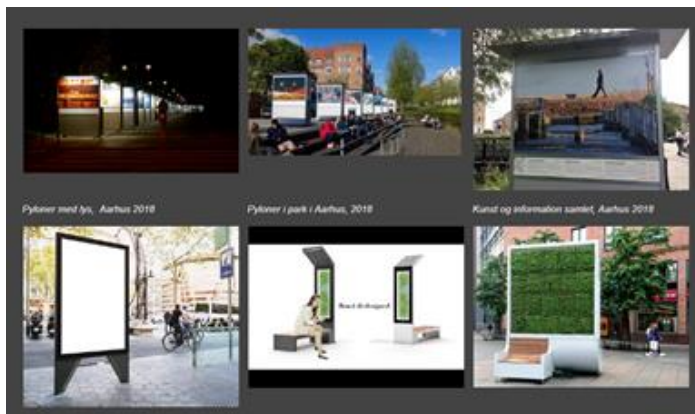 Pyloner med lys, Aarhus 2018
Pyloner i park i Aarhus, 2018
Kunst og information samlet, Aarhus 2018